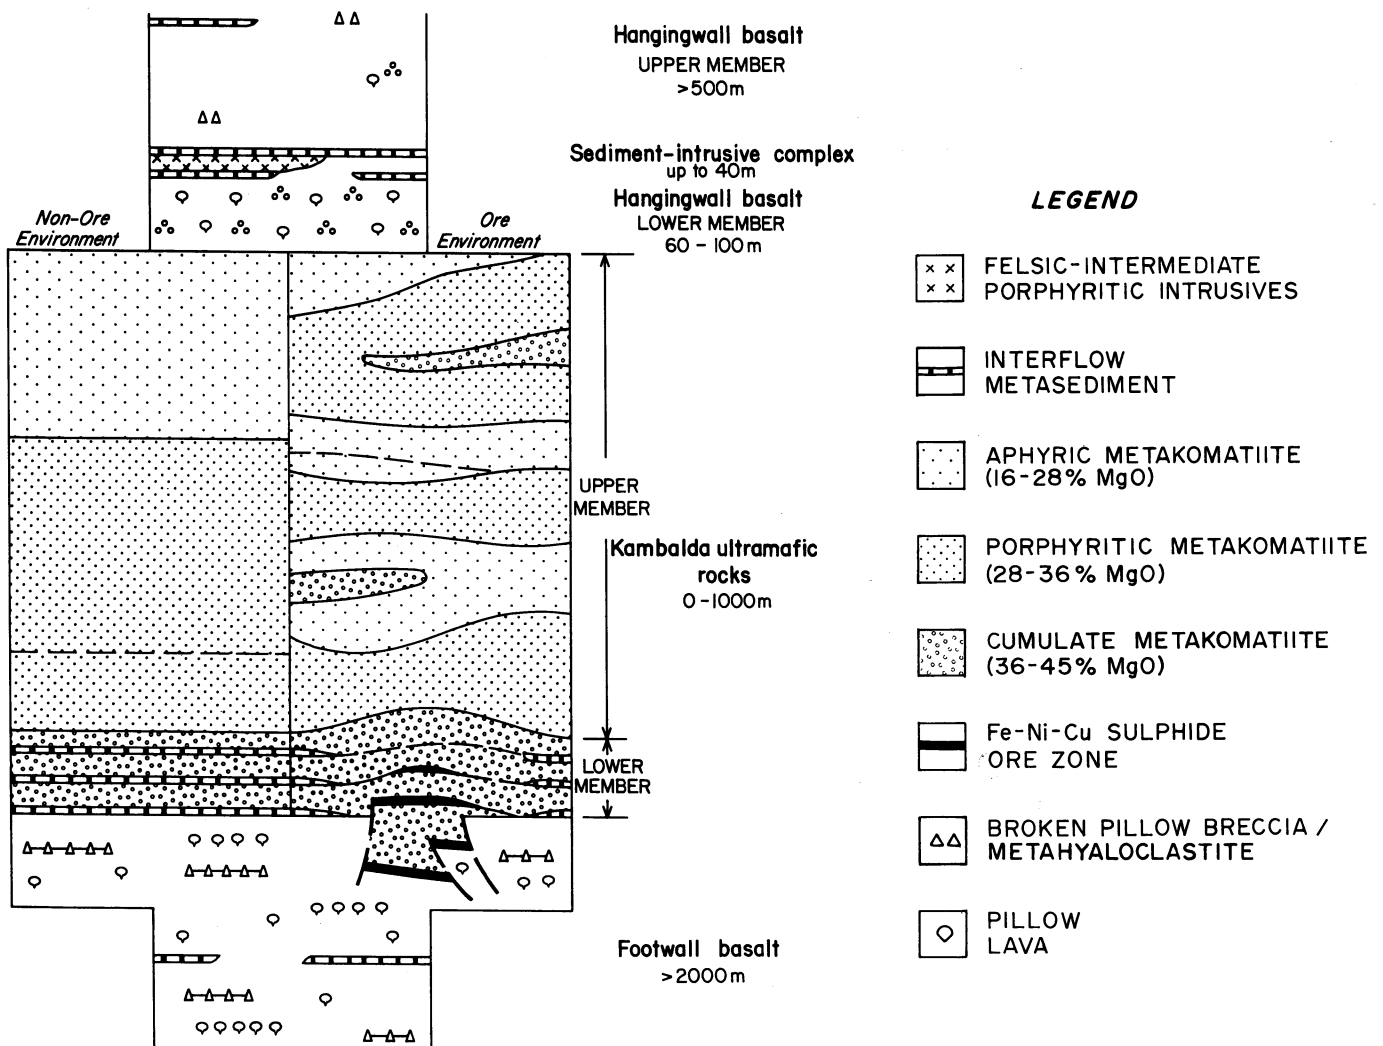 Hangingwall basalt
UPPER MEMBER
>500m
Sediment-intrusive complex
up to 40m
Hangingwall basalt
LOWER MEMBER
60 - 100m
Non-Ore
Environment
Ore
Environment
UPPER
MEMBER
Kambalda ultramafic
rocks
0-1000m
LOWER
MEMBER
Footwall basalt
>2000m
LEGEND
FELSIC-INTERMEDIATE
PORPHYRITIC INTRUSIVES
INTERFLOW
METASEDIMENT
APHYRIC METAKOMATIITE
(16-28% MgO)
PORPHYRITIC METAKOMATIITE
(28-36% MgO)
CUMULATE METAKOMATIITE
(36-45% MgO)
Fe-Ni-Cu SULPHIDE
ORE ZONE
BROKEN PILLOW BRECCIA /
METAHYALOCLASTITE
PILLOW
LAVA